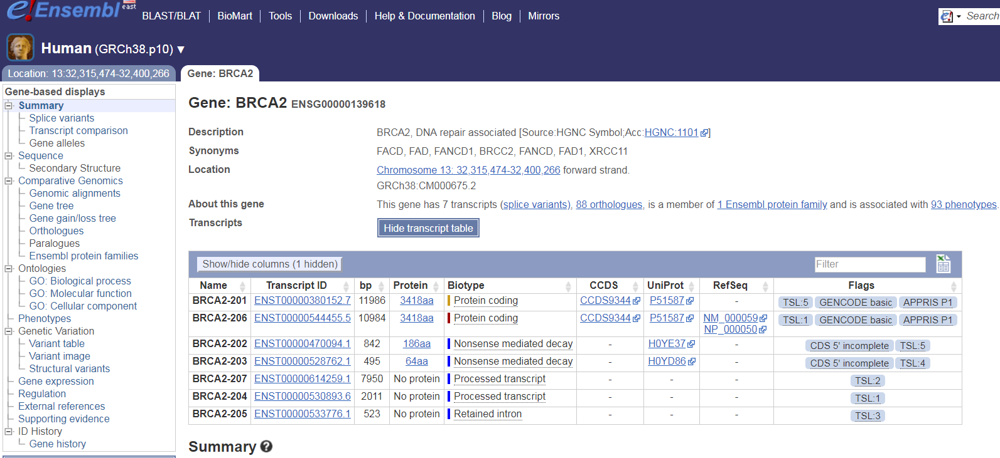 e!Ensembl east
BLAST/BLAT | BioMart | Tools | Downloads | Help & Documentation | Blog | Mirrors
Search
Human (GRCh38.p10) ▼
Location: 13:32,315,474-32,400,266
Gene: BRCA2
Gene-based displays
Summary
Splice variants
Transcript comparison
Gene alleles
Sequence
Secondary Structure
Comparative Genomics
Genomic alignments
Gene tree
Gene gain/loss tree
Orthologues
Paralogues
Ensembl protein families
Ontologies
GO: Biological process
GO: Molecular function
GO: Cellular component
Phenotypes
Genetic Variation
Variant table
Variant image
Structural variants
Gene expression
Regulation
External references
Supporting evidence
ID History
Gene history
Gene: BRCA2 ENSG00000139618
Description BRCA2, DNA repair associated [Source:HGNC Symbol;Acc:HGNC:1101]
Synonyms FACD, FAD, FANCD1, BRCC2, FANCD, FAD1, XRCC11
Location Chromosome 13: 32,315,474-32,400,266 forward strand.
GRCh38:CM000675.2
About this gene This gene has 7 transcripts (splice variants), 88 orthologues, is a member of 1 Ensembl protein family and is associated with 93 phenotypes.
Transcripts Hide transcript table
Show/hide columns (1 hidden) Filter
Name Transcript ID bp Protein Biotype CCDS UniProt RefSeq Flags
BRCA2-201 ENST00000380152.7 11986 3418aa Protein coding CCDS9344 P51587 - TSL:5 GENCODE basic APPRIS P1
BRCA2-206 ENST00000544455.5 10984 3418aa Protein coding CCDS9344 P51587 NM_000059 TSL:1 GENCODE basic APPRIS P1
NP_000050
BRCA2-202 ENST00000470094.1 842 186aa Nonsense mediated decay - H0YE37 - CDS 5' incomplete TSL:5
BRCA2-203 ENST00000528762.1 495 64aa Nonsense mediated decay - H0YD86 - CDS 5' incomplete TSL:4
BRCA2-207 ENST00000614259.1 7950 No protein Processed transcript - - - TSL:2
BRCA2-204 ENST00000530893.6 2011 No protein Processed transcript - - - TSL:1
BRCA2-205 ENST00000533776.1 523 No protein Retained intron - - - TSL:3
Summary ?